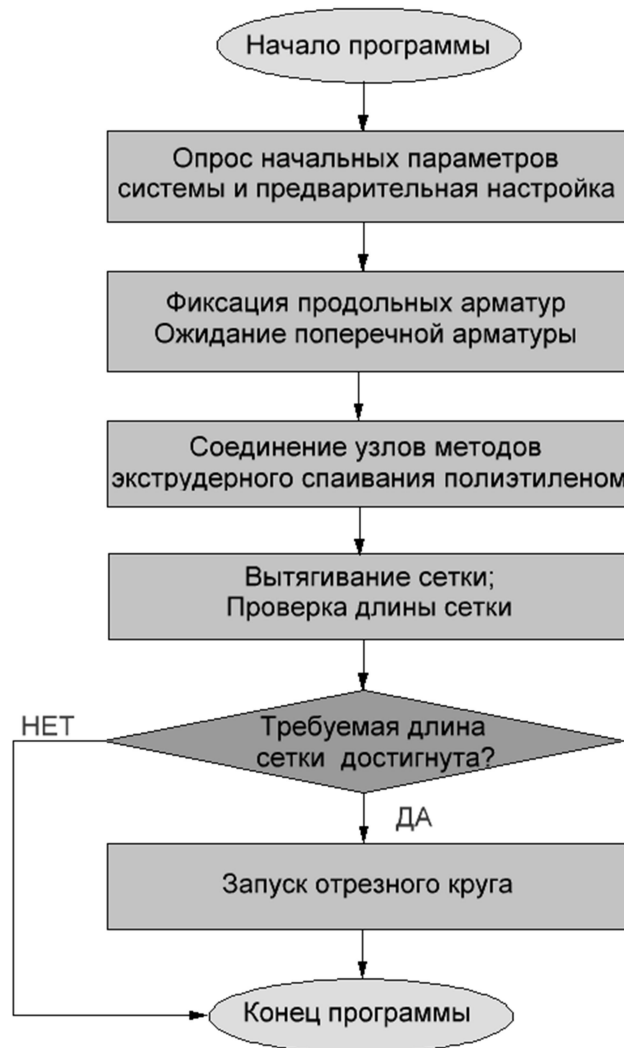 Начало программы
Опрос начальных параметров
системы и предварительная настройка
Фиксация продольных арматур
Ожидание поперечной арматуры
Соединение узлов методов
экструдерного спаивания полиэтиленом
Вытягивание сетки;
Проверка длины сетки
НЕТ
Требуемая длина
сетки достигнута?
ДА
Запуск отрезного круга
Конец программы